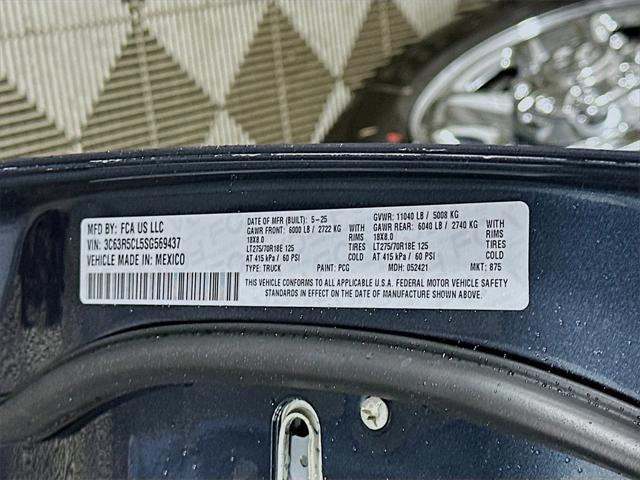 MFD BY: FCA US LLC
VIN: 3C63R5CL5SG569437
VEHICLE MADE IN: MEXICO
DATE OF MFR (BUILT): 5-25
GAWR FRONT: 6000 LB / 2722 KG WITH
18X8.0 RIMS
LT275/70R18E 125 TIRES
AT 415 kPa / 60 PSI COLD
TYPE: TRUCK PAINT: PCG
GVWR: 11040 LB / 5008 KG
GAWR REAR: 6040 LB / 2740 KG WITH
18X8.0 RIMS
LT275/70R18E 125 TIRES
AT 415 kPa / 60 PSI COLD
MDH: 052421 MKT: 875
THIS VEHICLE CONFORMS TO ALL APPLICABLE U.S.A. FEDERAL MOTOR VEHICLE SAFETY
STANDARDS IN EFFECT ON THE DATE OF MANUFACTURE SHOWN ABOVE.